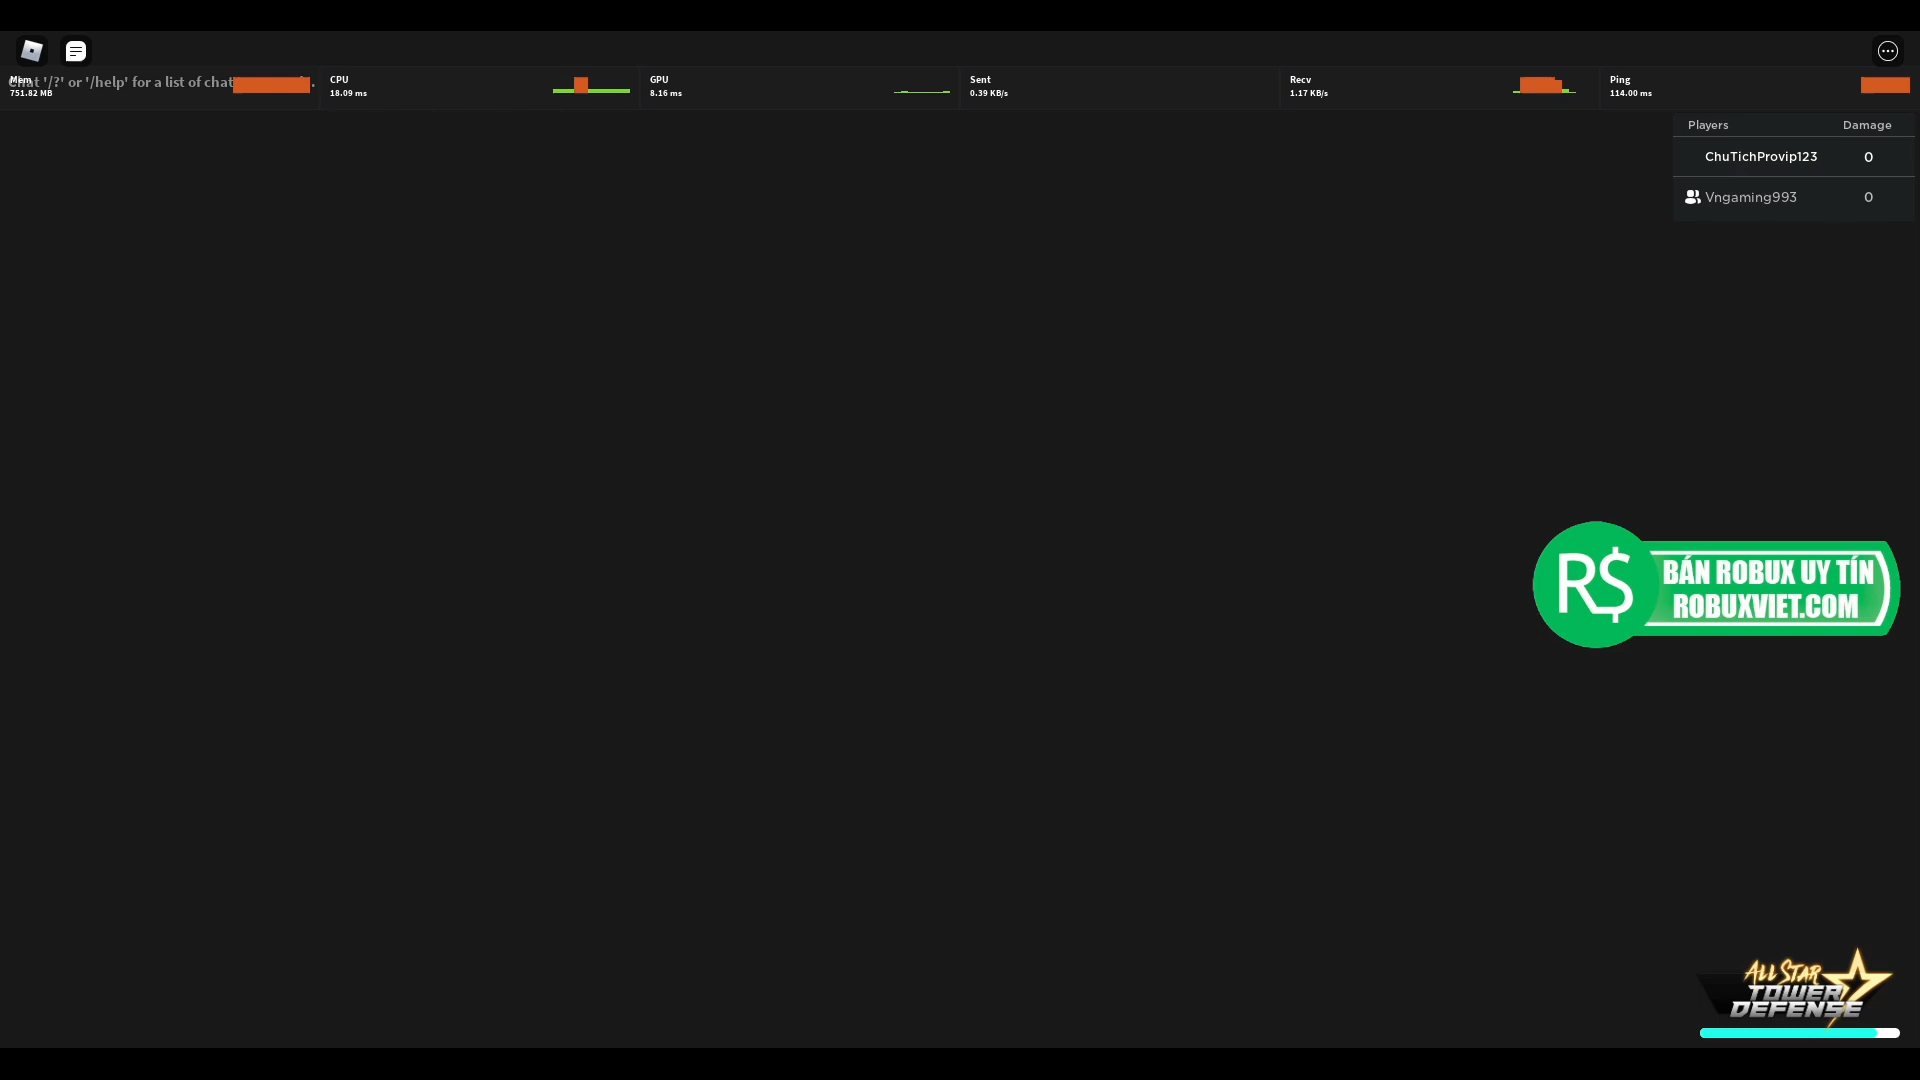 Chat '/?' or '/help' for a list of chat
Mem
751.82 MB
CPU
18.09 ms
GPU
8.16 ms
Sent
0.39 KB/s
Recv
1.17 KB/s
Ping
114.00 ms
Players Damage
ChuTichProvip123 0
Vngaming993 0
R$
BÁN ROBUX UY TÍN
ROBUXVIET.COM
ALL STAR
TOWER
DEFENSE